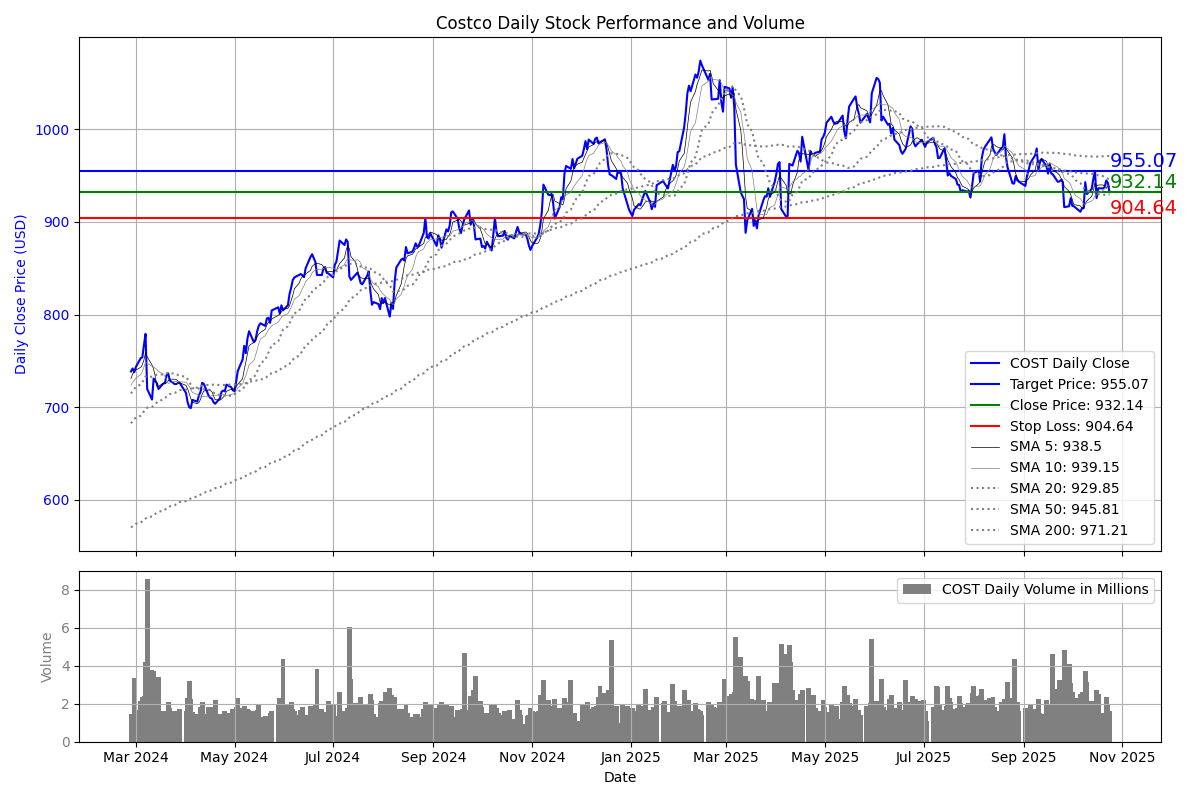 Costco Daily Stock Performance and Volume
Daily Close Price (USD)
1000
900
800
700
600
955.07
932.14
904.64
COST Daily Close
Target Price: 955.07
Close Price: 932.14
Stop Loss: 904.64
SMA 5: 938.5
SMA 10: 939.15
SMA 20: 929.85
SMA 50: 945.81
SMA 200: 971.21
Volume
8
6
4
2
0
COST Daily Volume in Millions
Mar 2024 May 2024 Jul 2024 Sep 2024 Nov 2024 Jan 2025 Mar 2025 May 2025 Jul 2025 Sep 2025 Nov 2025
Date